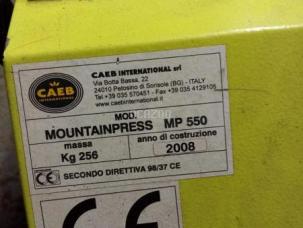 CAEB
INTERNATIONAL
CAEB INTERNATIONAL srl
Via Botta Bassa, 22
24010 Petosino di Sorisole (BG) - ITALY
Tel +39 035 570451 - Fax +39 035 4129105
www.caebinternational.it
MOD.
MOUNTAINPRESS MP 550
massa
anno di costruzione
Kg 256
2008
SECONDO DIRETTIVA 98/37 CE
CE